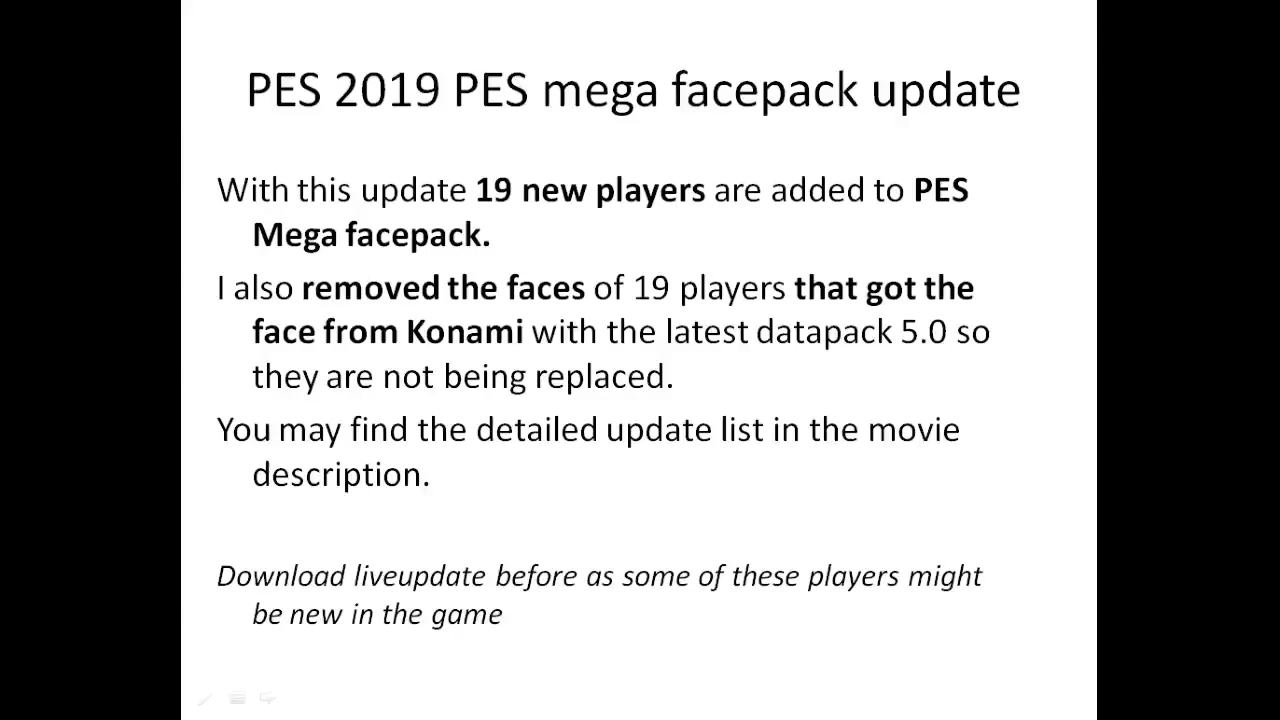 PES 2019 PES mega facepack update
With this update 19 new players are added to PES
Mega facepack.
I also removed the faces of 19 players that got the
face from Konami with the latest datapack 5.0 so
they are not being replaced.
You may find the detailed update list in the movie
description.
Download liveupdate before as some of these players might
be new in the game